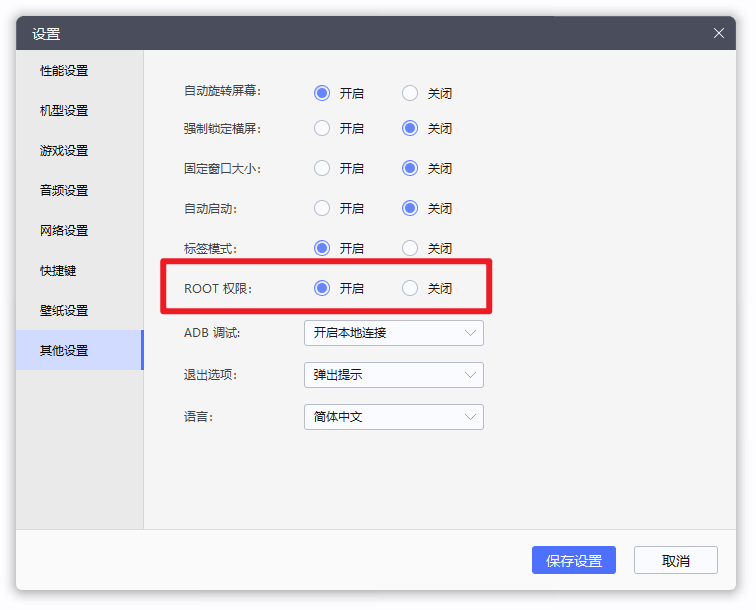 设置
性能设置
机型设置
游戏设置
音频设置
网络设置
快捷键
壁纸设置
其他设置
自动旋转屏幕: 开启 关闭
强制锁定横屏: 开启 关闭
固定窗口大小: 开启 关闭
自动启动: 开启 关闭
标签模式: 开启 关闭
ROOT 权限: 开启 关闭
ADB 调试: 开启本地连接
退出选项: 弹出提示
语言: 简体中文
保存设置 取消